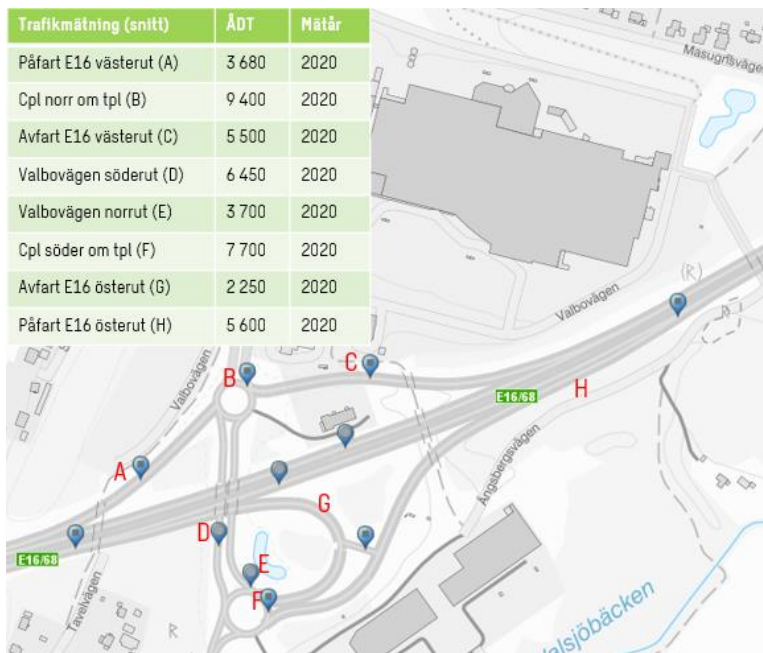 Trafikmätning (snitt) ÅDT Mätår
Påfart E16 västerut (A) 3 680 2020
Cpl norr om tpl (B) 9 400 2020
Avfart E16 västerut (C) 5 500 2020
Valbovägen söderut (D) 6 450 2020
Valbovägen norrut (E) 3 700 2020
Cpl söder om tpl (F) 7 700 2020
Avfart E16 österut (G) 2 250 2020
Påfart E16 österut (H) 5 600 2020
Masugnsvägen
(R)
Valbovägen
C
Valbovägen
B
H
E16/68
A
Ängsbergsvägen
G
D
E16/68
E
Tavelvägen
F
R
alsjöbäcken